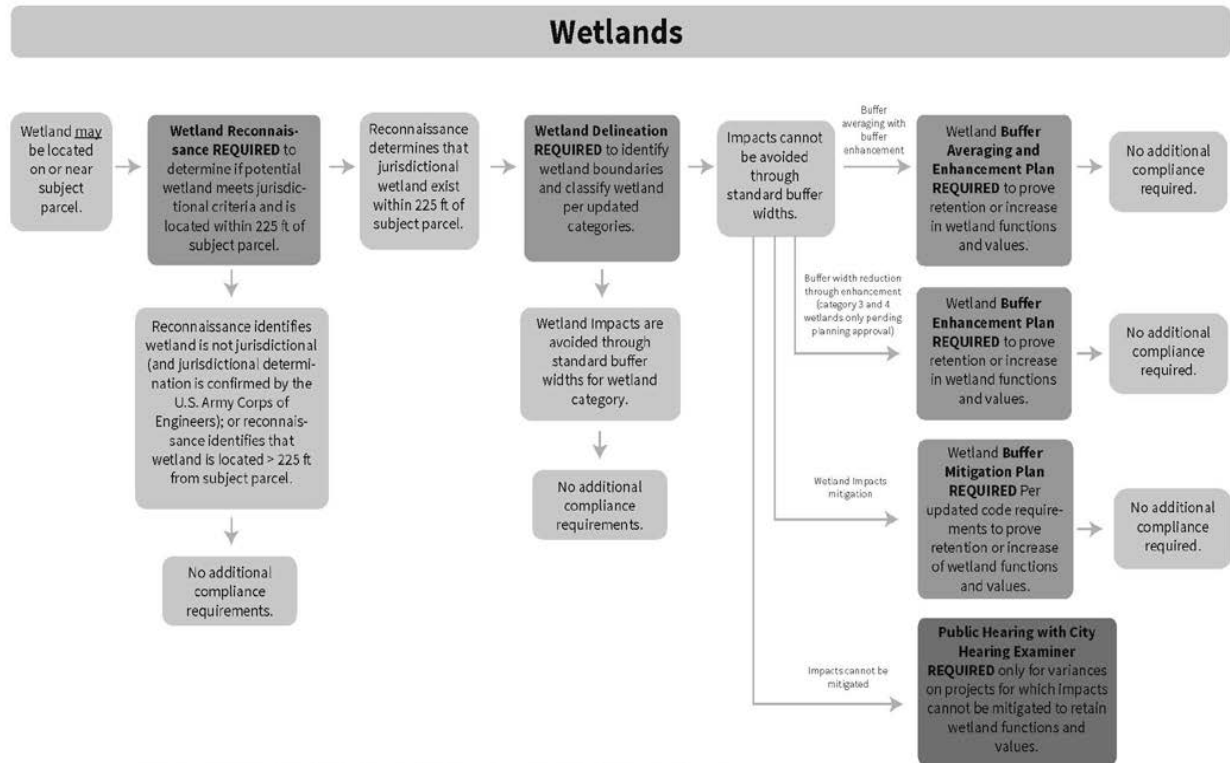 Wetlands
Wetland may
be located
on or near
subject
parcel.
Wetland Reconnais-
sance REQUIRED to
determine if potential
wetland meets jurisdic-
tional criteria and is
located within 225 ft of
subject parcel.
Reconnaissance
determines that
jurisdictional
wetland exist
within 225 ft of
subject parcel.
Wetland Delineation
REQUIRED to identify
wetland boundaries
and classify wetland
per updated
categories.
Impacts cannot
be avoided
through
standard buffer
widths.
Buffer
averaging with
buffer
enhancement
Wetland Buffer
Averaging and
Enhancement Plan
REQUIRED to prove
retention or increase
in wetland functions
and values.
No additional
compliance
required.
Reconnaissance identifies
wetland is not jurisdictional
(and jurisdictional determi-
nation is confirmed by the
U.S. Army Corps of
Engineers); or reconnais-
sance identifies that
wetland is located > 225 ft
from subject parcel.
No additional
compliance
requirements.
Wetland Impacts are
avoided through
standard buffer
widths for wetland
category.
No additional
compliance
requirements.
Buffer width reduction
through enhancement
(category 3 and 4
wetlands only pending
planning approval)
Wetland Buffer
Enhancement Plan
REQUIRED to prove
retention or increase
in wetland functions
and values.
No additional
compliance
required.
Wetland Impacts
mitigation
Wetland Buffer
Mitigation Plan
REQUIRED Per
updated code require-
ments to prove
retention or increase
of wetland functions
and values.
No additional
compliance
required.
Impacts cannot be
mitigated
Public Hearing with City
Hearing Examiner
REQUIRED only for variances
on projects for which impacts
cannot be mitigated to retain
wetland functions and
values.